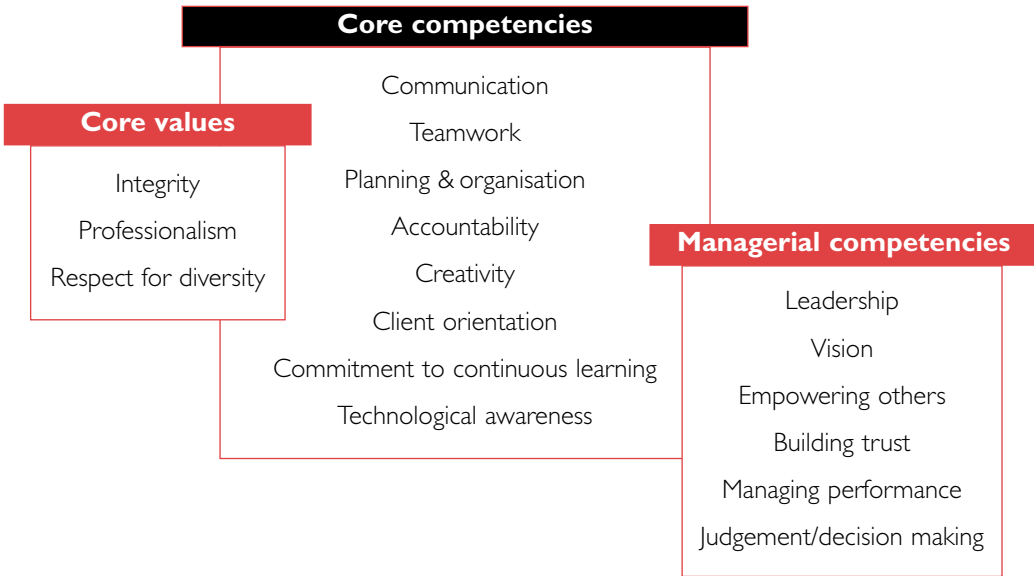 Core competencies
Communication
Teamwork
Planning & organisation
Accountability
Creativity
Client orientation
Commitment to continuous learning
Technological awareness
Core values
Integrity
Professionalism
Respect for diversity
Managerial competencies
Leadership
Vision
Empowering others
Building trust
Managing performance
Judgement/decision making